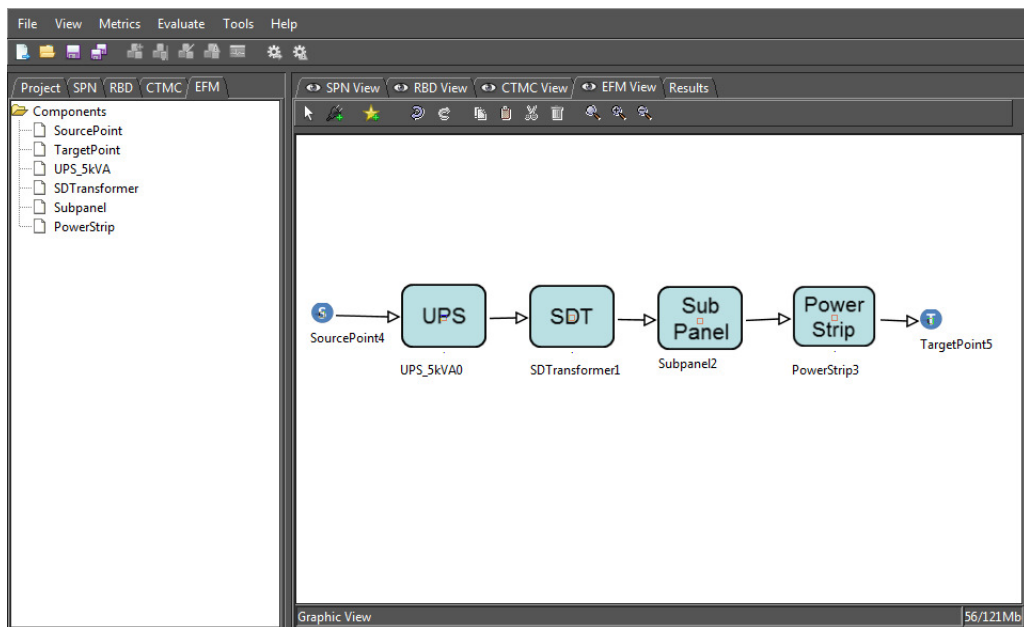 File View Metrics Evaluate Tools Help
Project SPN RBD CTMC EFM
SPN View RBD View CTMC View EFM View Results
Components
SourcePoint
TargetPoint
UPS_5kVA
SDTransformer
Subpanel
PowerStrip
S
SourcePoint4
UPS
UPS_5kVA0
SDT
SDTransformer1
Sub
Panel
Subpanel2
Power
Strip
PowerStrip3
T
TargetPoint5
Graphic View
56/121Mb